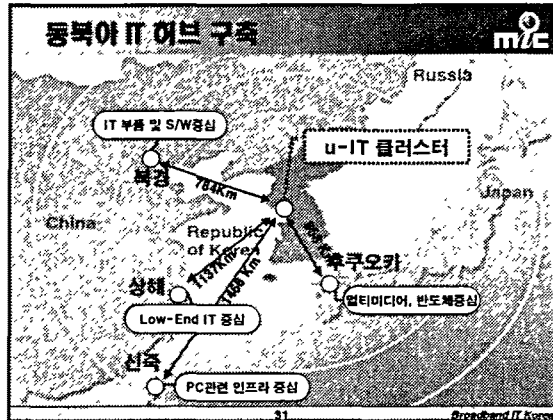 동북아 IT 허브 구축
mic
Russia
IT 부품 및 S/W중심
u-IT 클러스터
북경
784Km
Japan
China
Republic
of Korea
후쿠오카
1137Km
상해
멀티미디어, 반도체중심
Low-End IT 중심
신죽
PC관련 인프라 중심
31
Broadband IT Korea